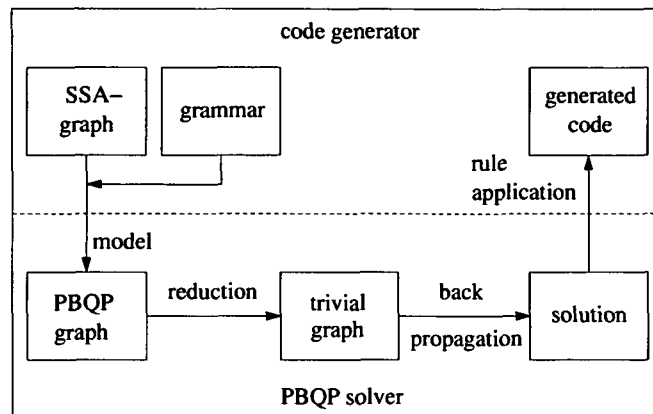 code generator
SSA–
graph
grammar
generated
code
rule
application
model
PBQP
graph
reduction
trivial
graph
back
propagation
solution
PBQP solver